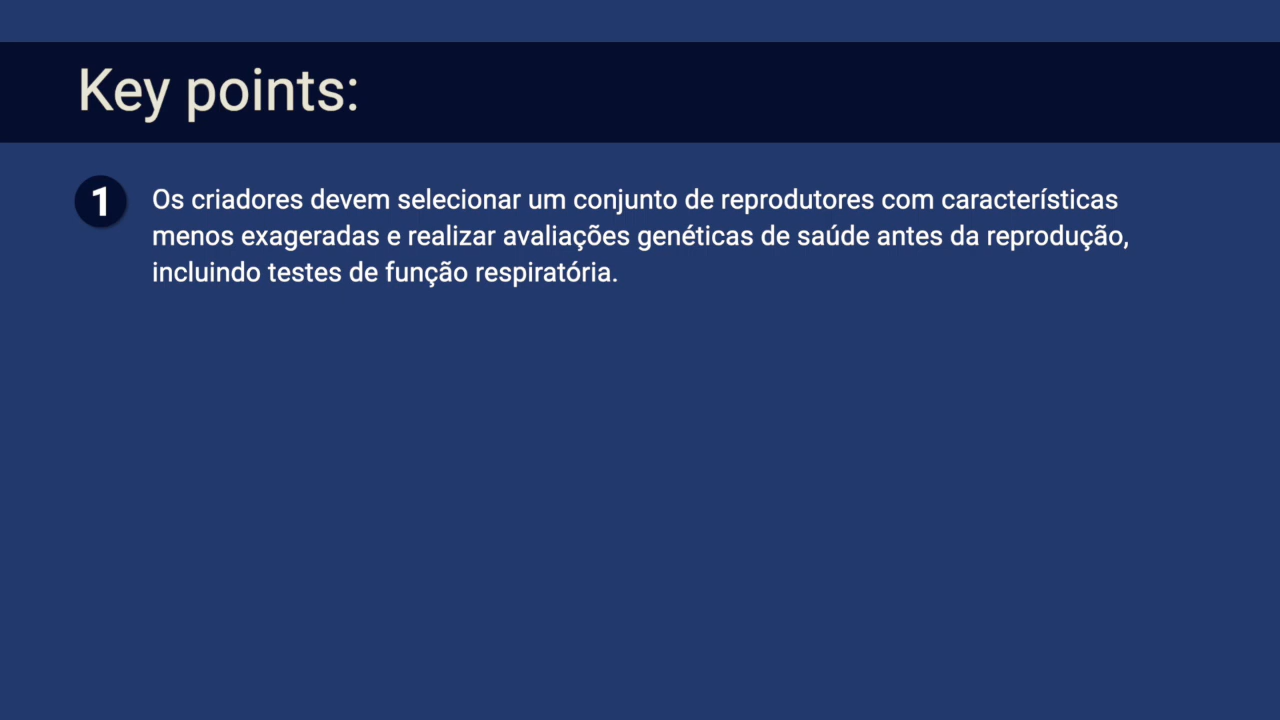 Key points:
1
Os criadores devem selecionar um conjunto de reprodutores com características
menos exageradas e realizar avaliações genéticas de saúde antes da reprodução,
incluindo testes de função respiratória.